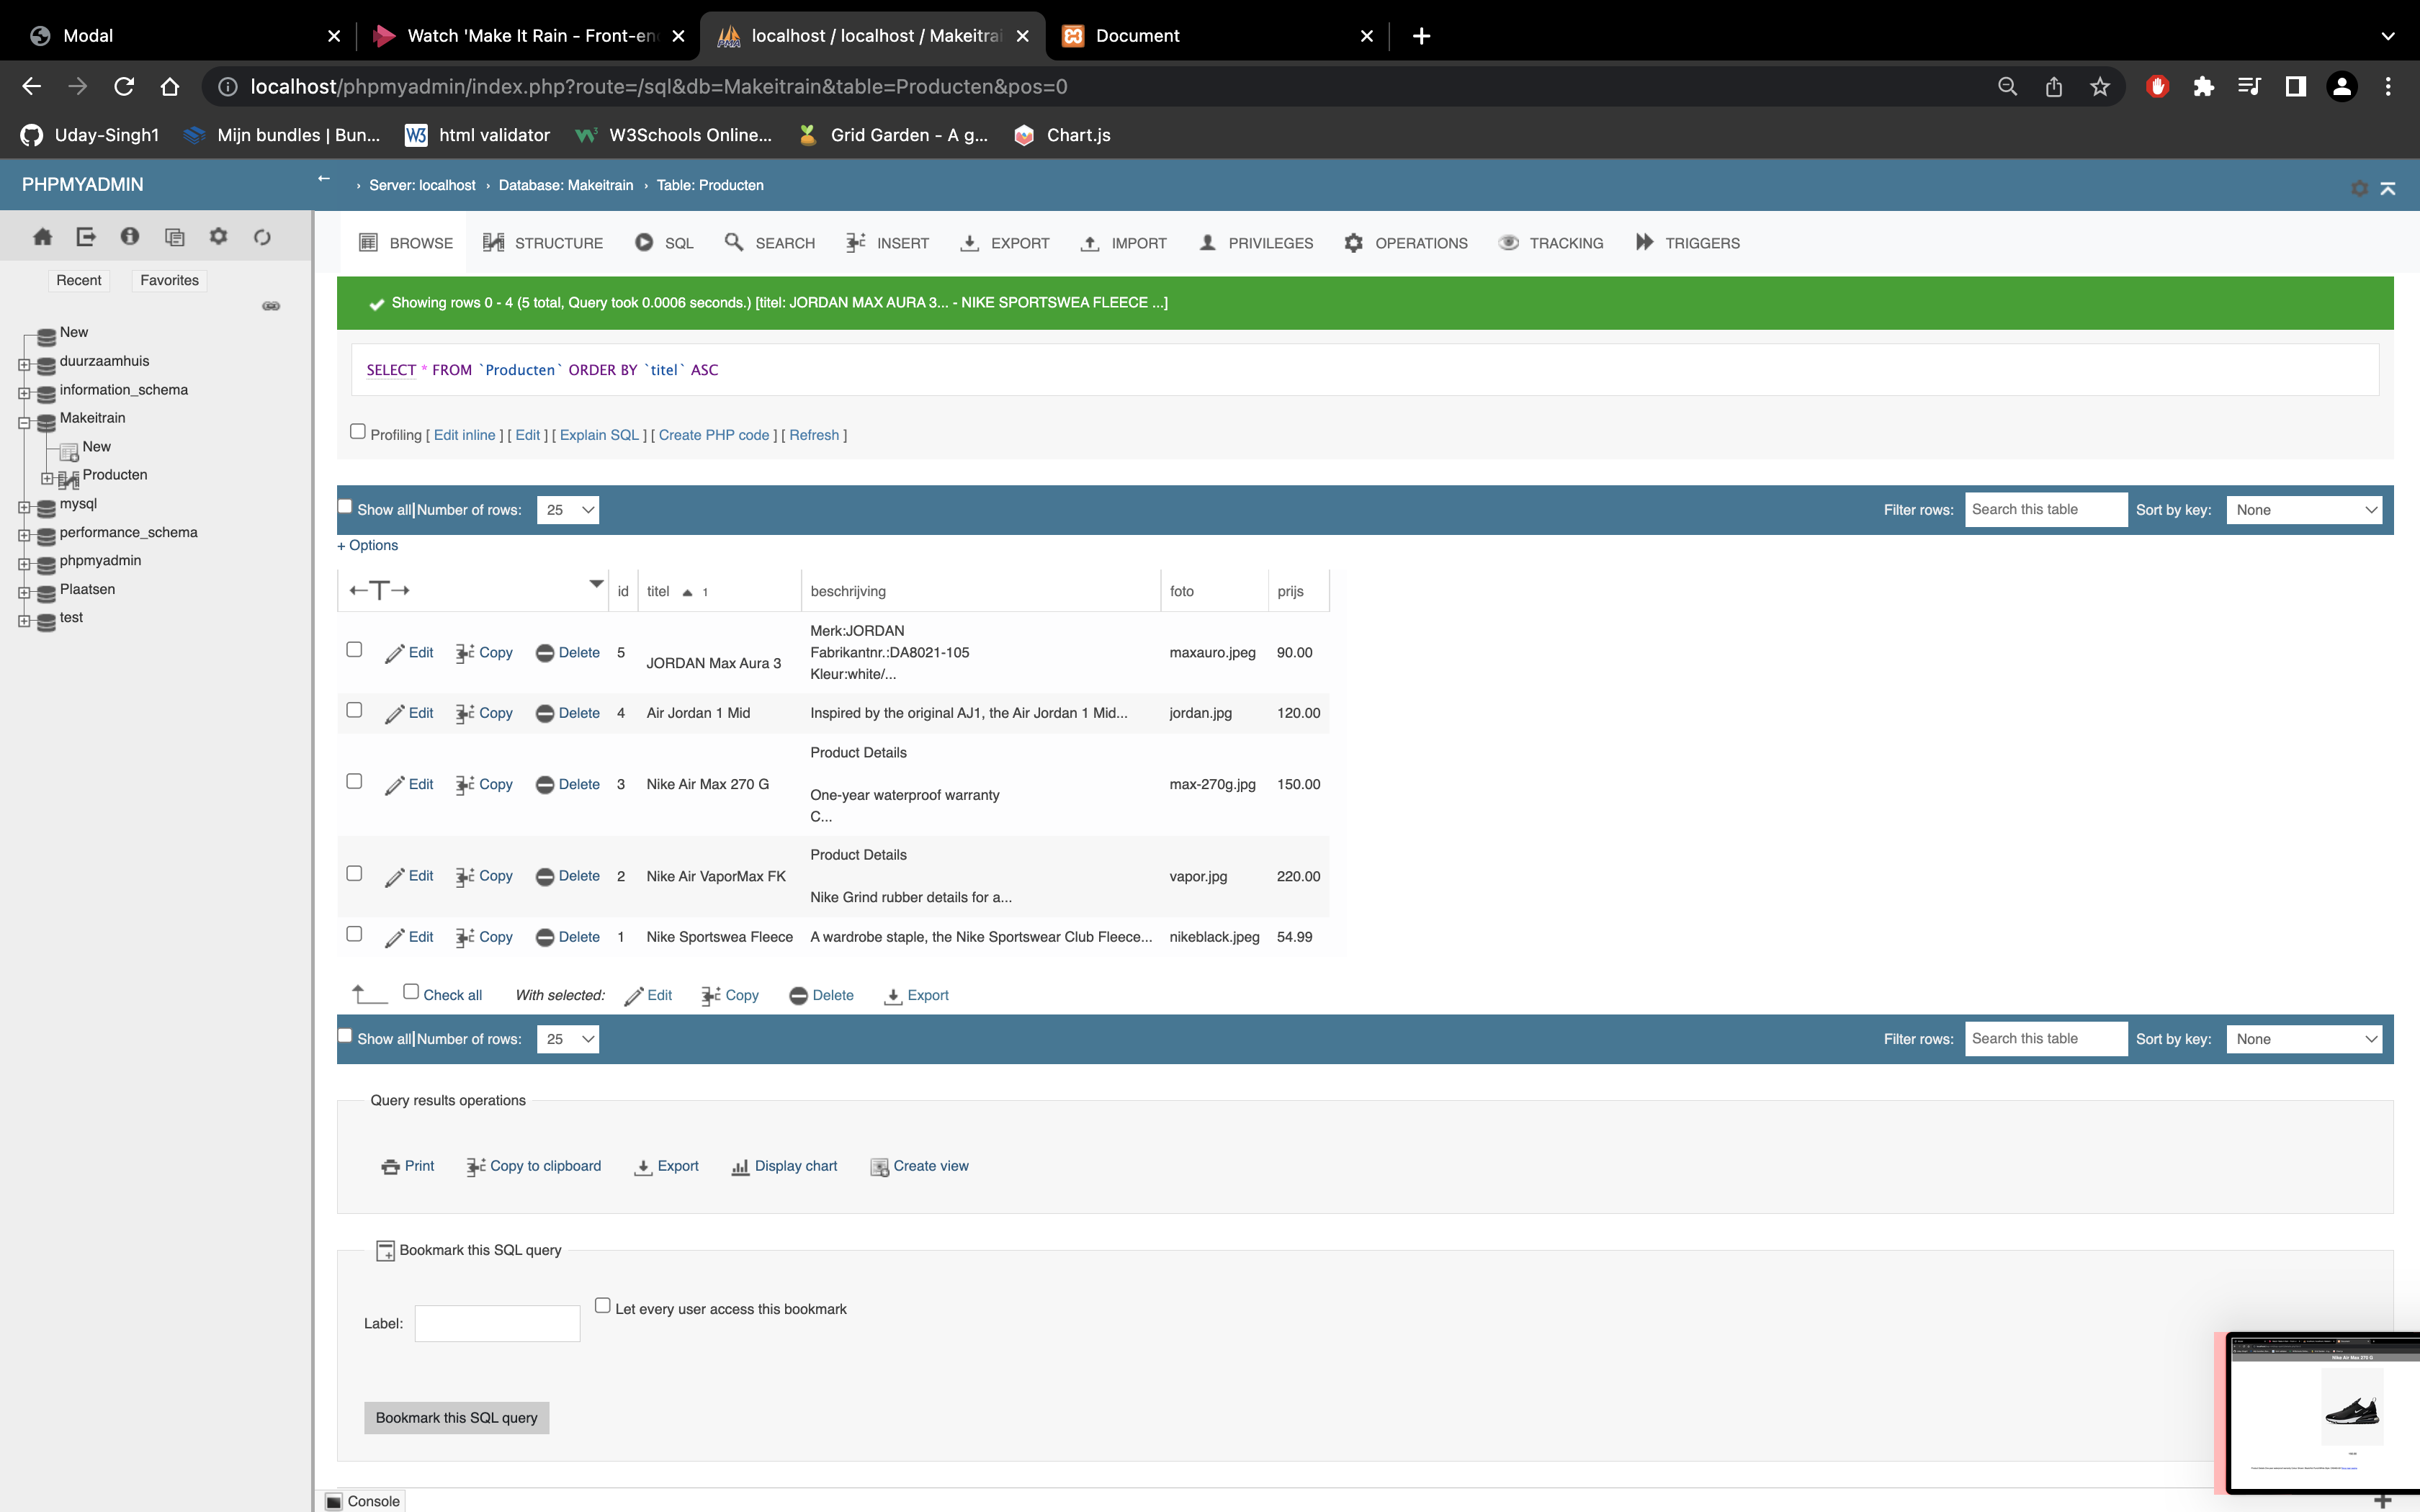 Modal
Watch 'Make It Rain - Front-en
localhost / localhost / Makeitrai
Document
localhost/phpmyadmin/index.php?route=/sql&db=Makeitrain&table=Producten&pos=0
Uday-Singh1
Mijn bundles | Bun...
html validator
W3Schools Online...
Grid Garden - A g...
Chart.js
PHPMYADMIN
Server: localhost › Database: Makeitrain › Table: Producten
BROWSE STRUCTURE SQL SEARCH INSERT EXPORT IMPORT PRIVILEGES OPERATIONS TRACKING TRIGGERS
Recent Favorites
New
duurzaamhuis
information_schema
Makeitrain
New
Producten
mysql
performance_schema
phpmyadmin
Plaatsen
test
Showing rows 0 - 4 (5 total, Query took 0.0006 seconds.) [titel: JORDAN MAX AURA 3... - NIKE SPORTSWEA FLEECE ...]
SELECT * FROM `Producten` ORDER BY `titel` ASC
Profiling [ Edit inline ] [ Edit ] [ Explain SQL ] [ Create PHP code ] [ Refresh ]
Show all | Number of rows: 25 Filter rows: Search this table Sort by key: None
+ Options
←T→ id titel 1 beschrijving foto prijs
Edit Copy Delete 5 JORDAN Max Aura 3 Merk:JORDAN
Fabrikantnr.:DA8021-105
Kleur:white/... maxauro.jpeg 90.00
Edit Copy Delete 4 Air Jordan 1 Mid Inspired by the original AJ1, the Air Jordan 1 Mid... jordan.jpg 120.00
Edit Copy Delete 3 Nike Air Max 270 G Product Details
One-year waterproof warranty
C... max-270g.jpg 150.00
Edit Copy Delete 2 Nike Air VaporMax FK Product Details
Nike Grind rubber details for a... vapor.jpg 220.00
Edit Copy Delete 1 Nike Sportswea Fleece A wardrobe staple, the Nike Sportswear Club Fleece... nikeblack.jpeg 54.99
Check all With selected: Edit Copy Delete Export
Show all | Number of rows: 25 Filter rows: Search this table Sort by key: None
Query results operations
Print Copy to clipboard Export Display chart Create view
Bookmark this SQL query
Label: Let every user access this bookmark
Bookmark this SQL query
Console
Nike Air Max 270 G